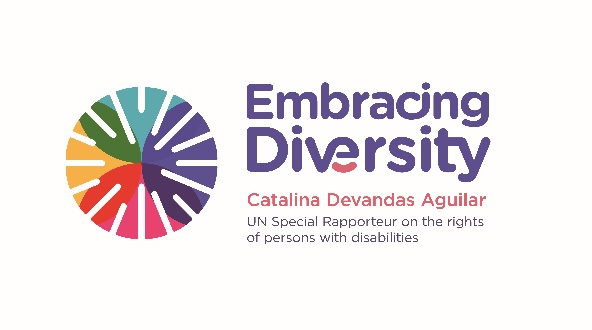 Embracing
Diversity
Catalina Devandas Aguilar
UN Special Rapporteur on the rights
of persons with disabilities